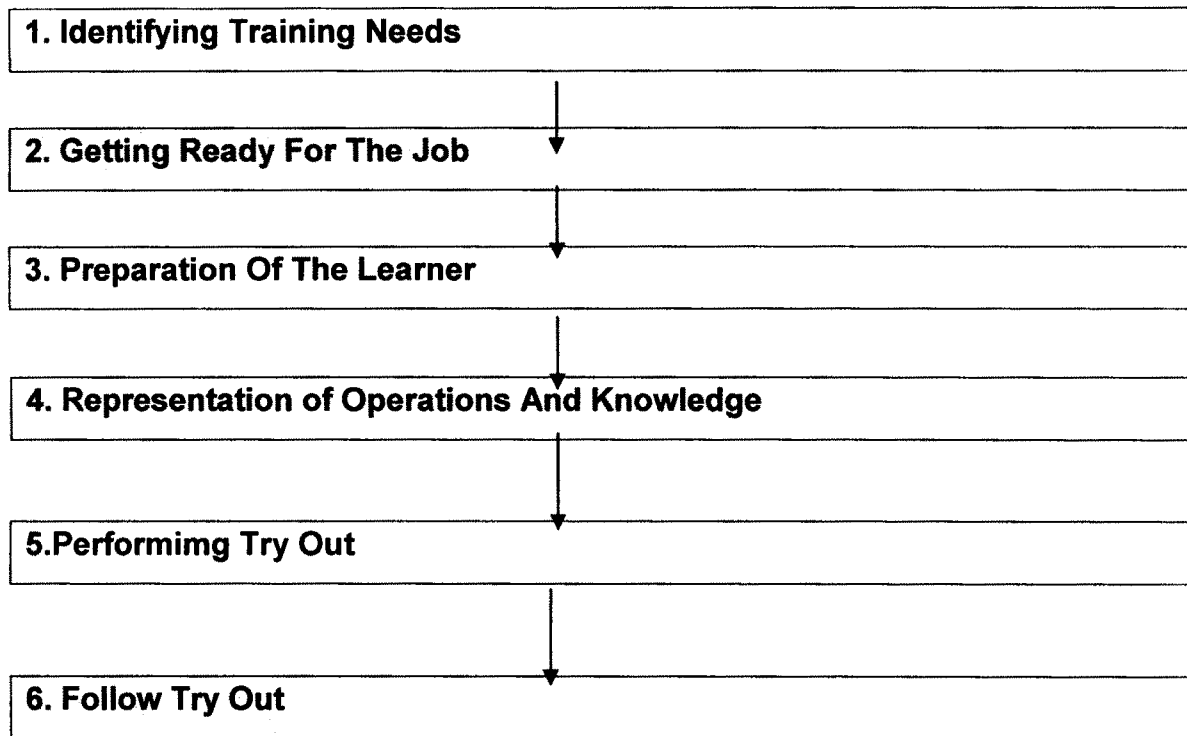 1. Identifying Training Needs
2. Getting Ready For The Job
3. Preparation Of The Learner
4. Representation of Operations And Knowledge
5.Performimg Try Out
6. Follow Try Out